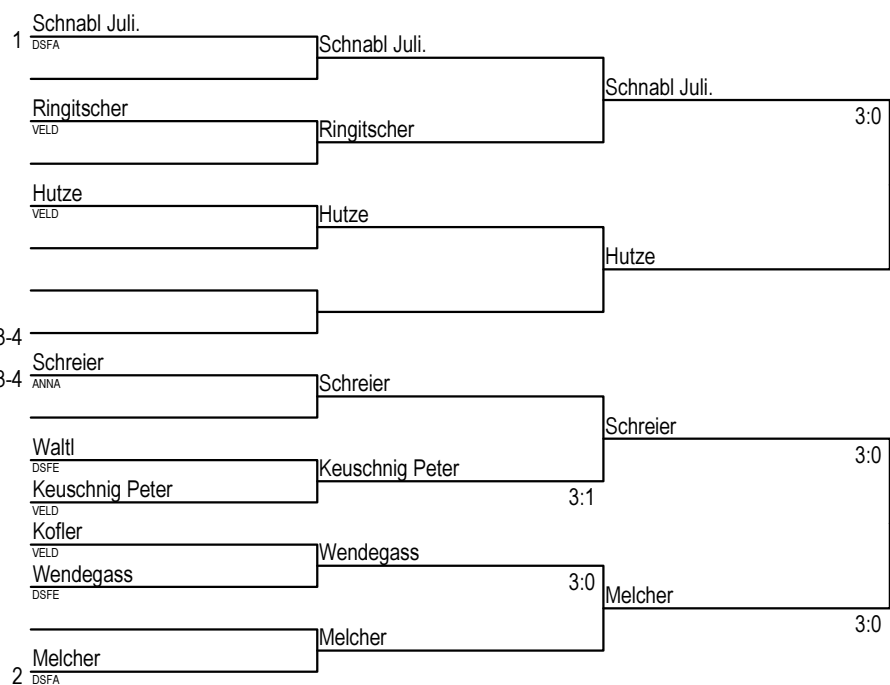 Schnabl Juli.
1 DSFA
Schnabl Juli.
Schnabl Juli.
3:0
Ringitscher
VELD
Ringitscher
Hutze
VELD
Hutze
Hutze
3-4
Schreier
3-4 ANNA
Schreier
Schreier
3:0
Waltl
DSFE
Keuschnig Peter
3:1
Keuschnig Peter
VELD
Kofler
VELD
Wendegass
3:0
Wendegass
DSFE
Melcher
3:0
Melcher
Melcher
2 DSFA